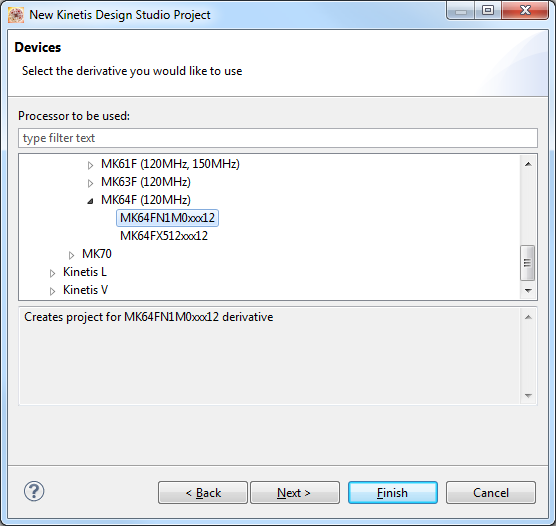 New Kinetis Design Studio Project
Devices
Select the derivative you would like to use
Processor to be used:
type filter text
MK61F (120MHz, 150MHz)
MK63F (120MHz)
MK64F (120MHz)
MK64FN1M0xxx12
MK64FX512xxx12
MK70
Kinetis L
Kinetis V
Creates project for MK64FN1M0xxx12 derivative
?
< Back
Next >
Finish
Cancel